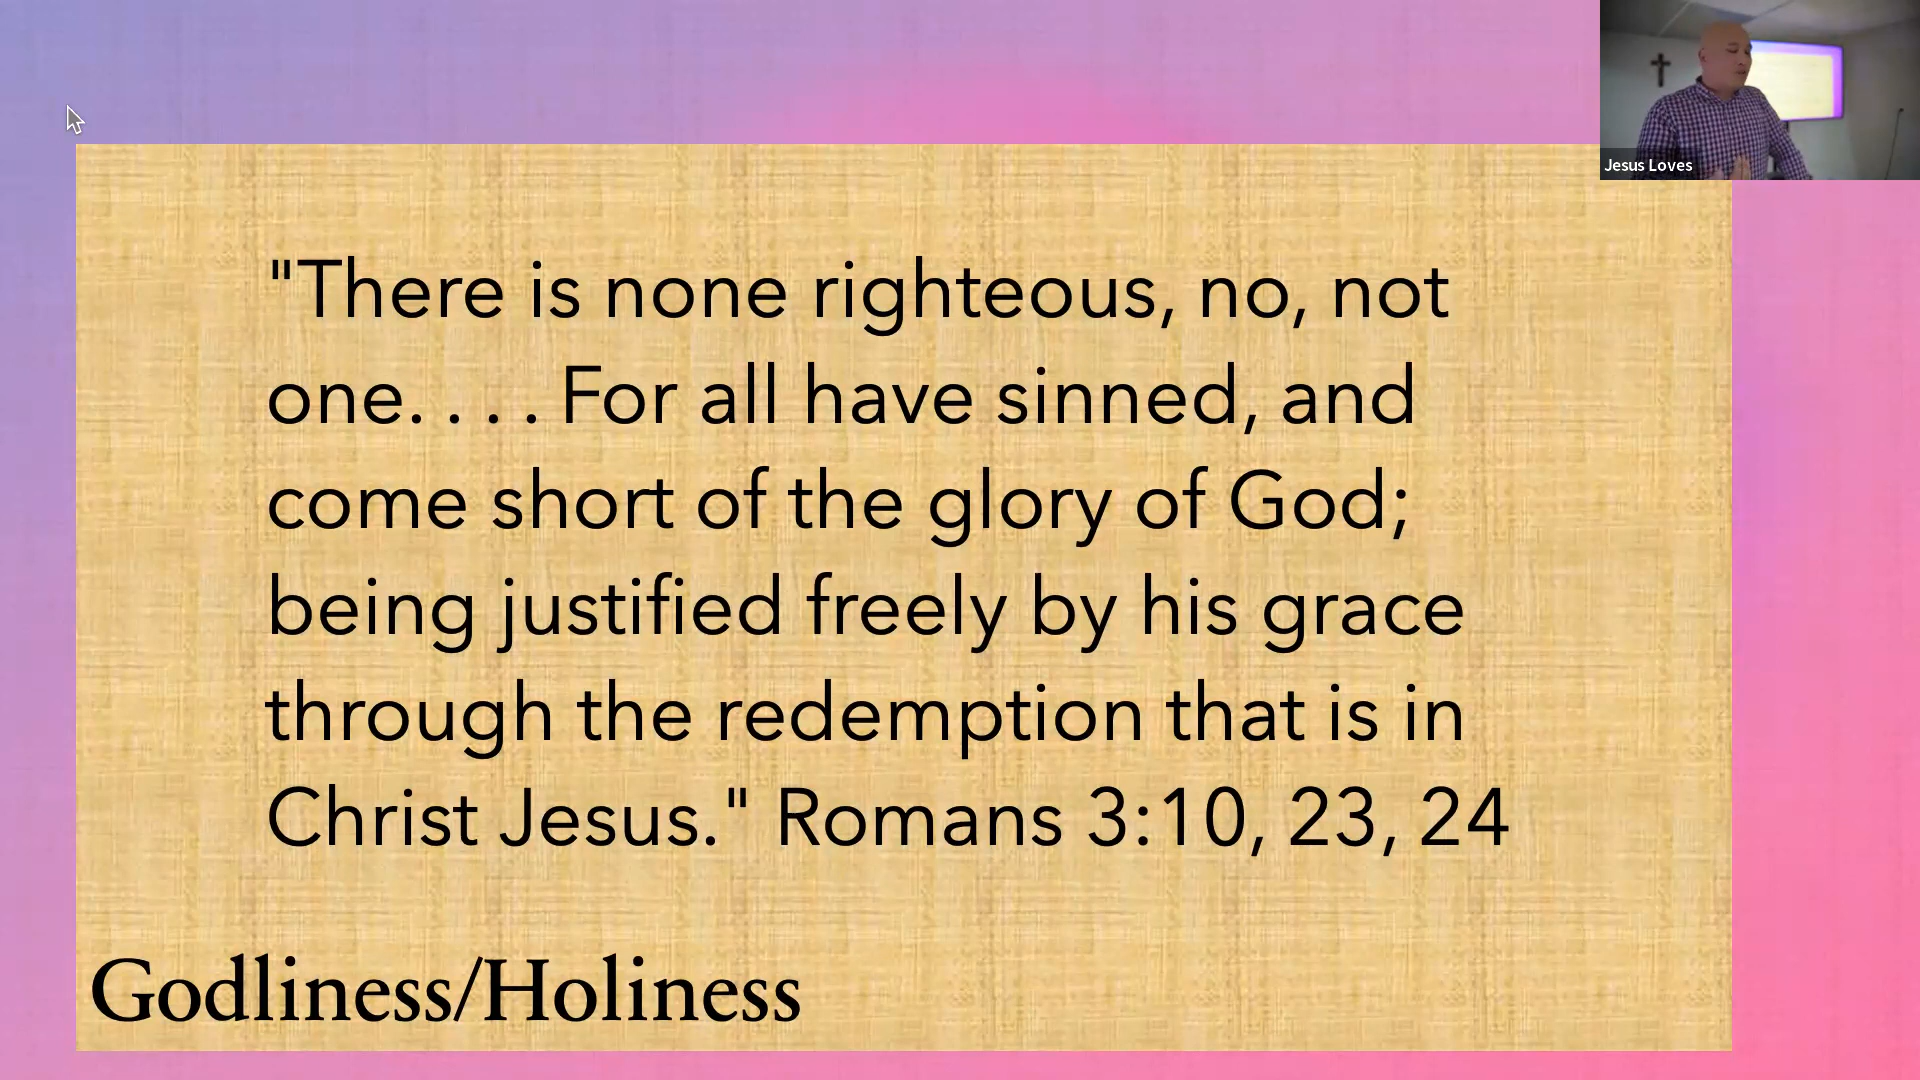 Jesus Loves
"There is none righteous, no, not
one. . . . For all have sinned, and
come short of the glory of God;
being justified freely by his grace
through the redemption that is in
Christ Jesus." Romans 3:10, 23, 24
Godliness/Holiness